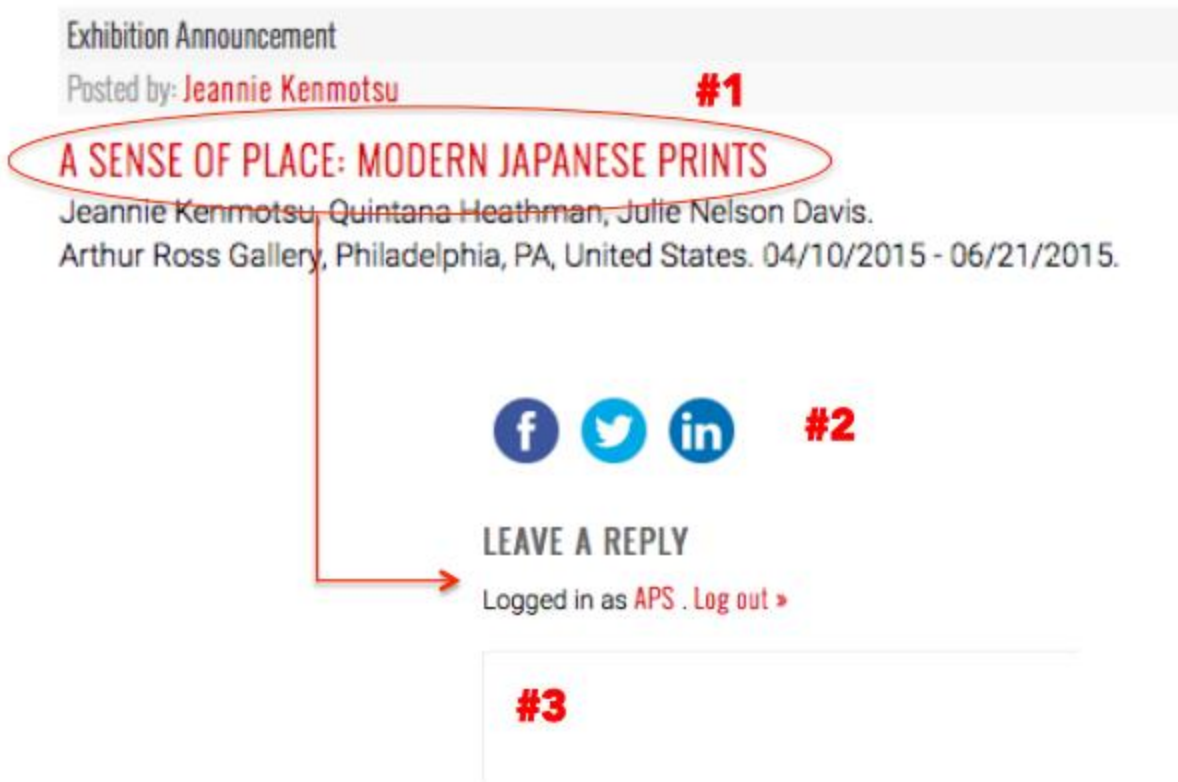 Exhibition Announcement
Posted by: Jeannie Kenmotsu
#1
A SENSE OF PLACE: MODERN JAPANESE PRINTS
Jeannie Kenmotsu, Quintana Heathman, Julie Nelson Davis.
Arthur Ross Gallery, Philadelphia, PA, United States. 04/10/2015 - 06/21/2015.
f in
#2
LEAVE A REPLY
Logged in as APS . Log out »
#3